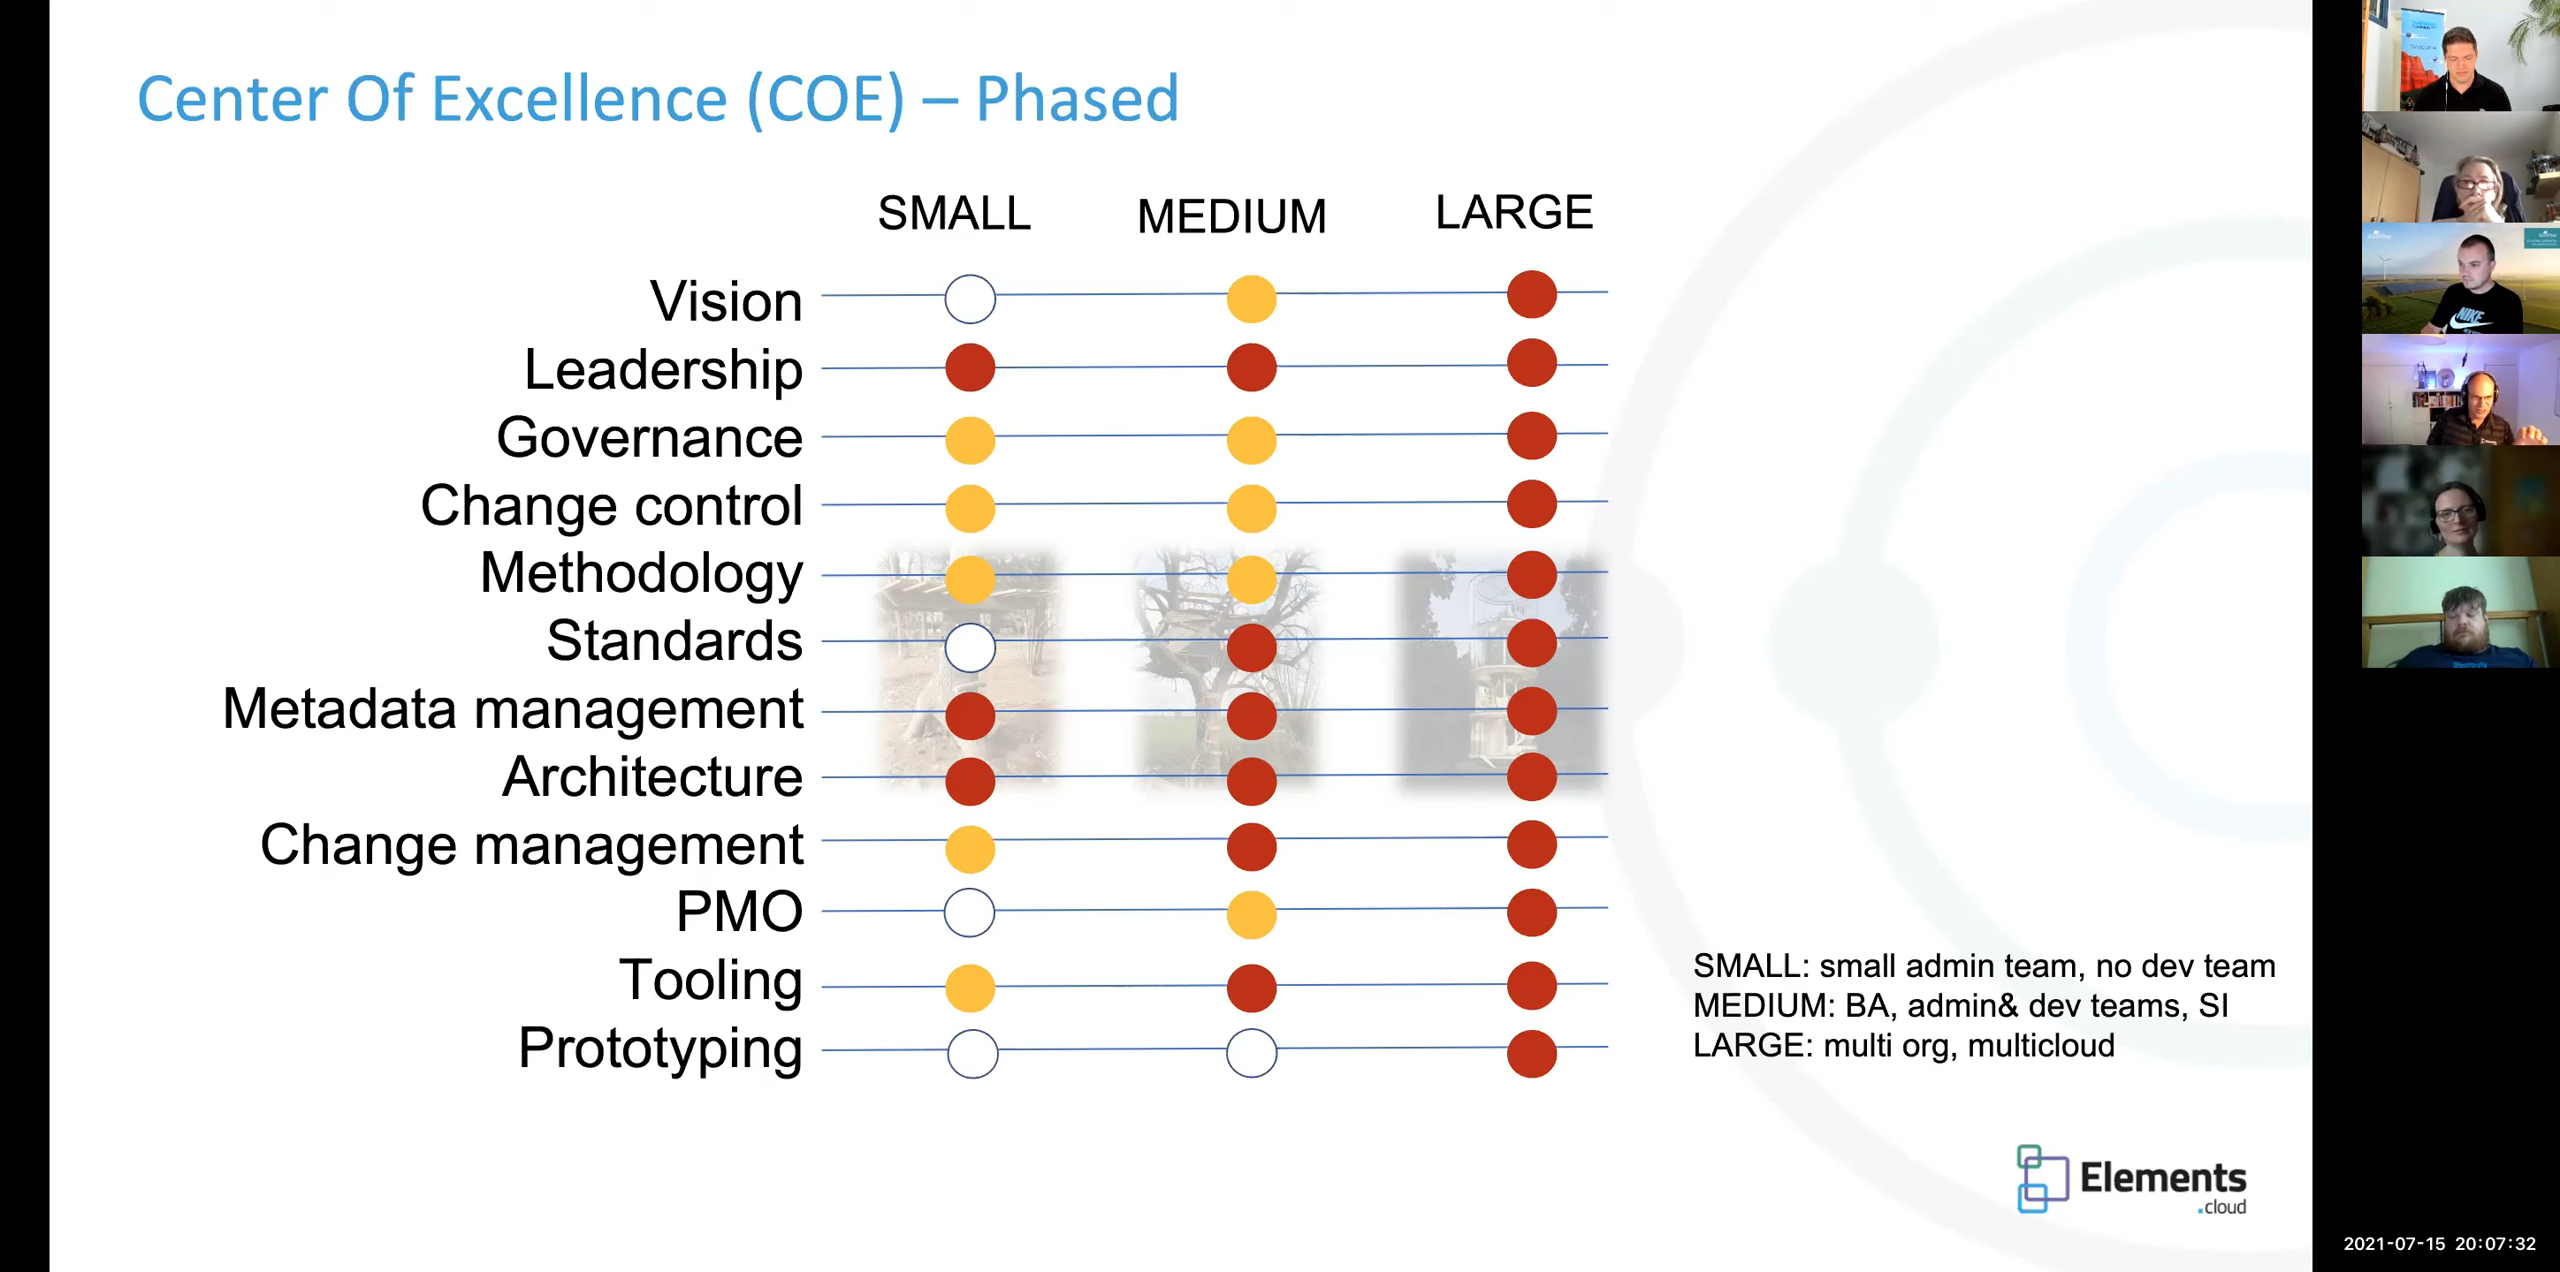 Center Of Excellence (COE) – Phased
SMALL MEDIUM LARGE
Vision
Leadership
Governance
Change control
Methodology
Standards
Metadata management
Architecture
Change management
PMO
Tooling
Prototyping
SMALL: small admin team, no dev team
MEDIUM: BA, admin& dev teams, SI
LARGE: multi org, multicloud
Elements
.cloud
NIKE
2021-07-15 20:07:32